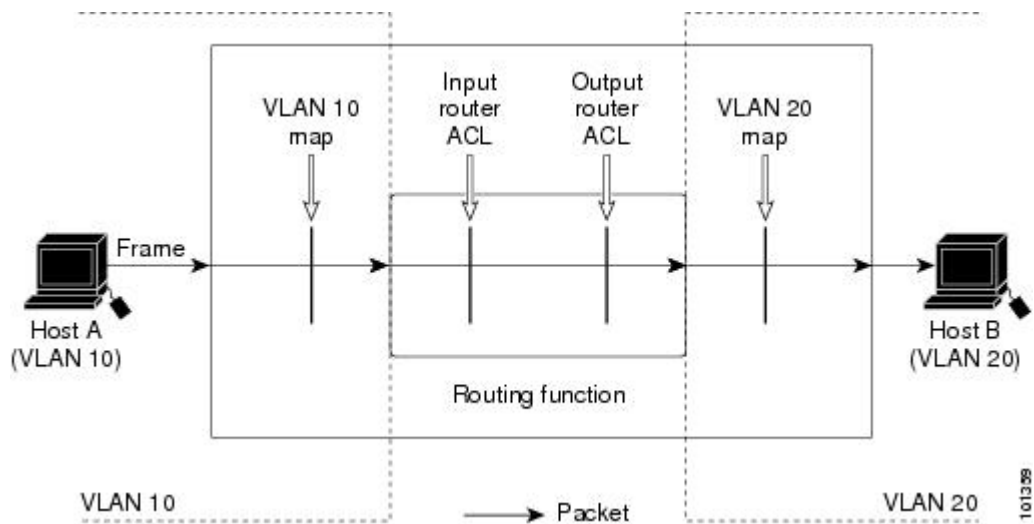 VLAN 10
map
Input
router
ACL
Output
router
ACL
VLAN 20
map
Frame
Host A
(VLAN 10)
Host B
(VLAN 20)
Routing function
VLAN 10
Packet
VLAN 20
101359